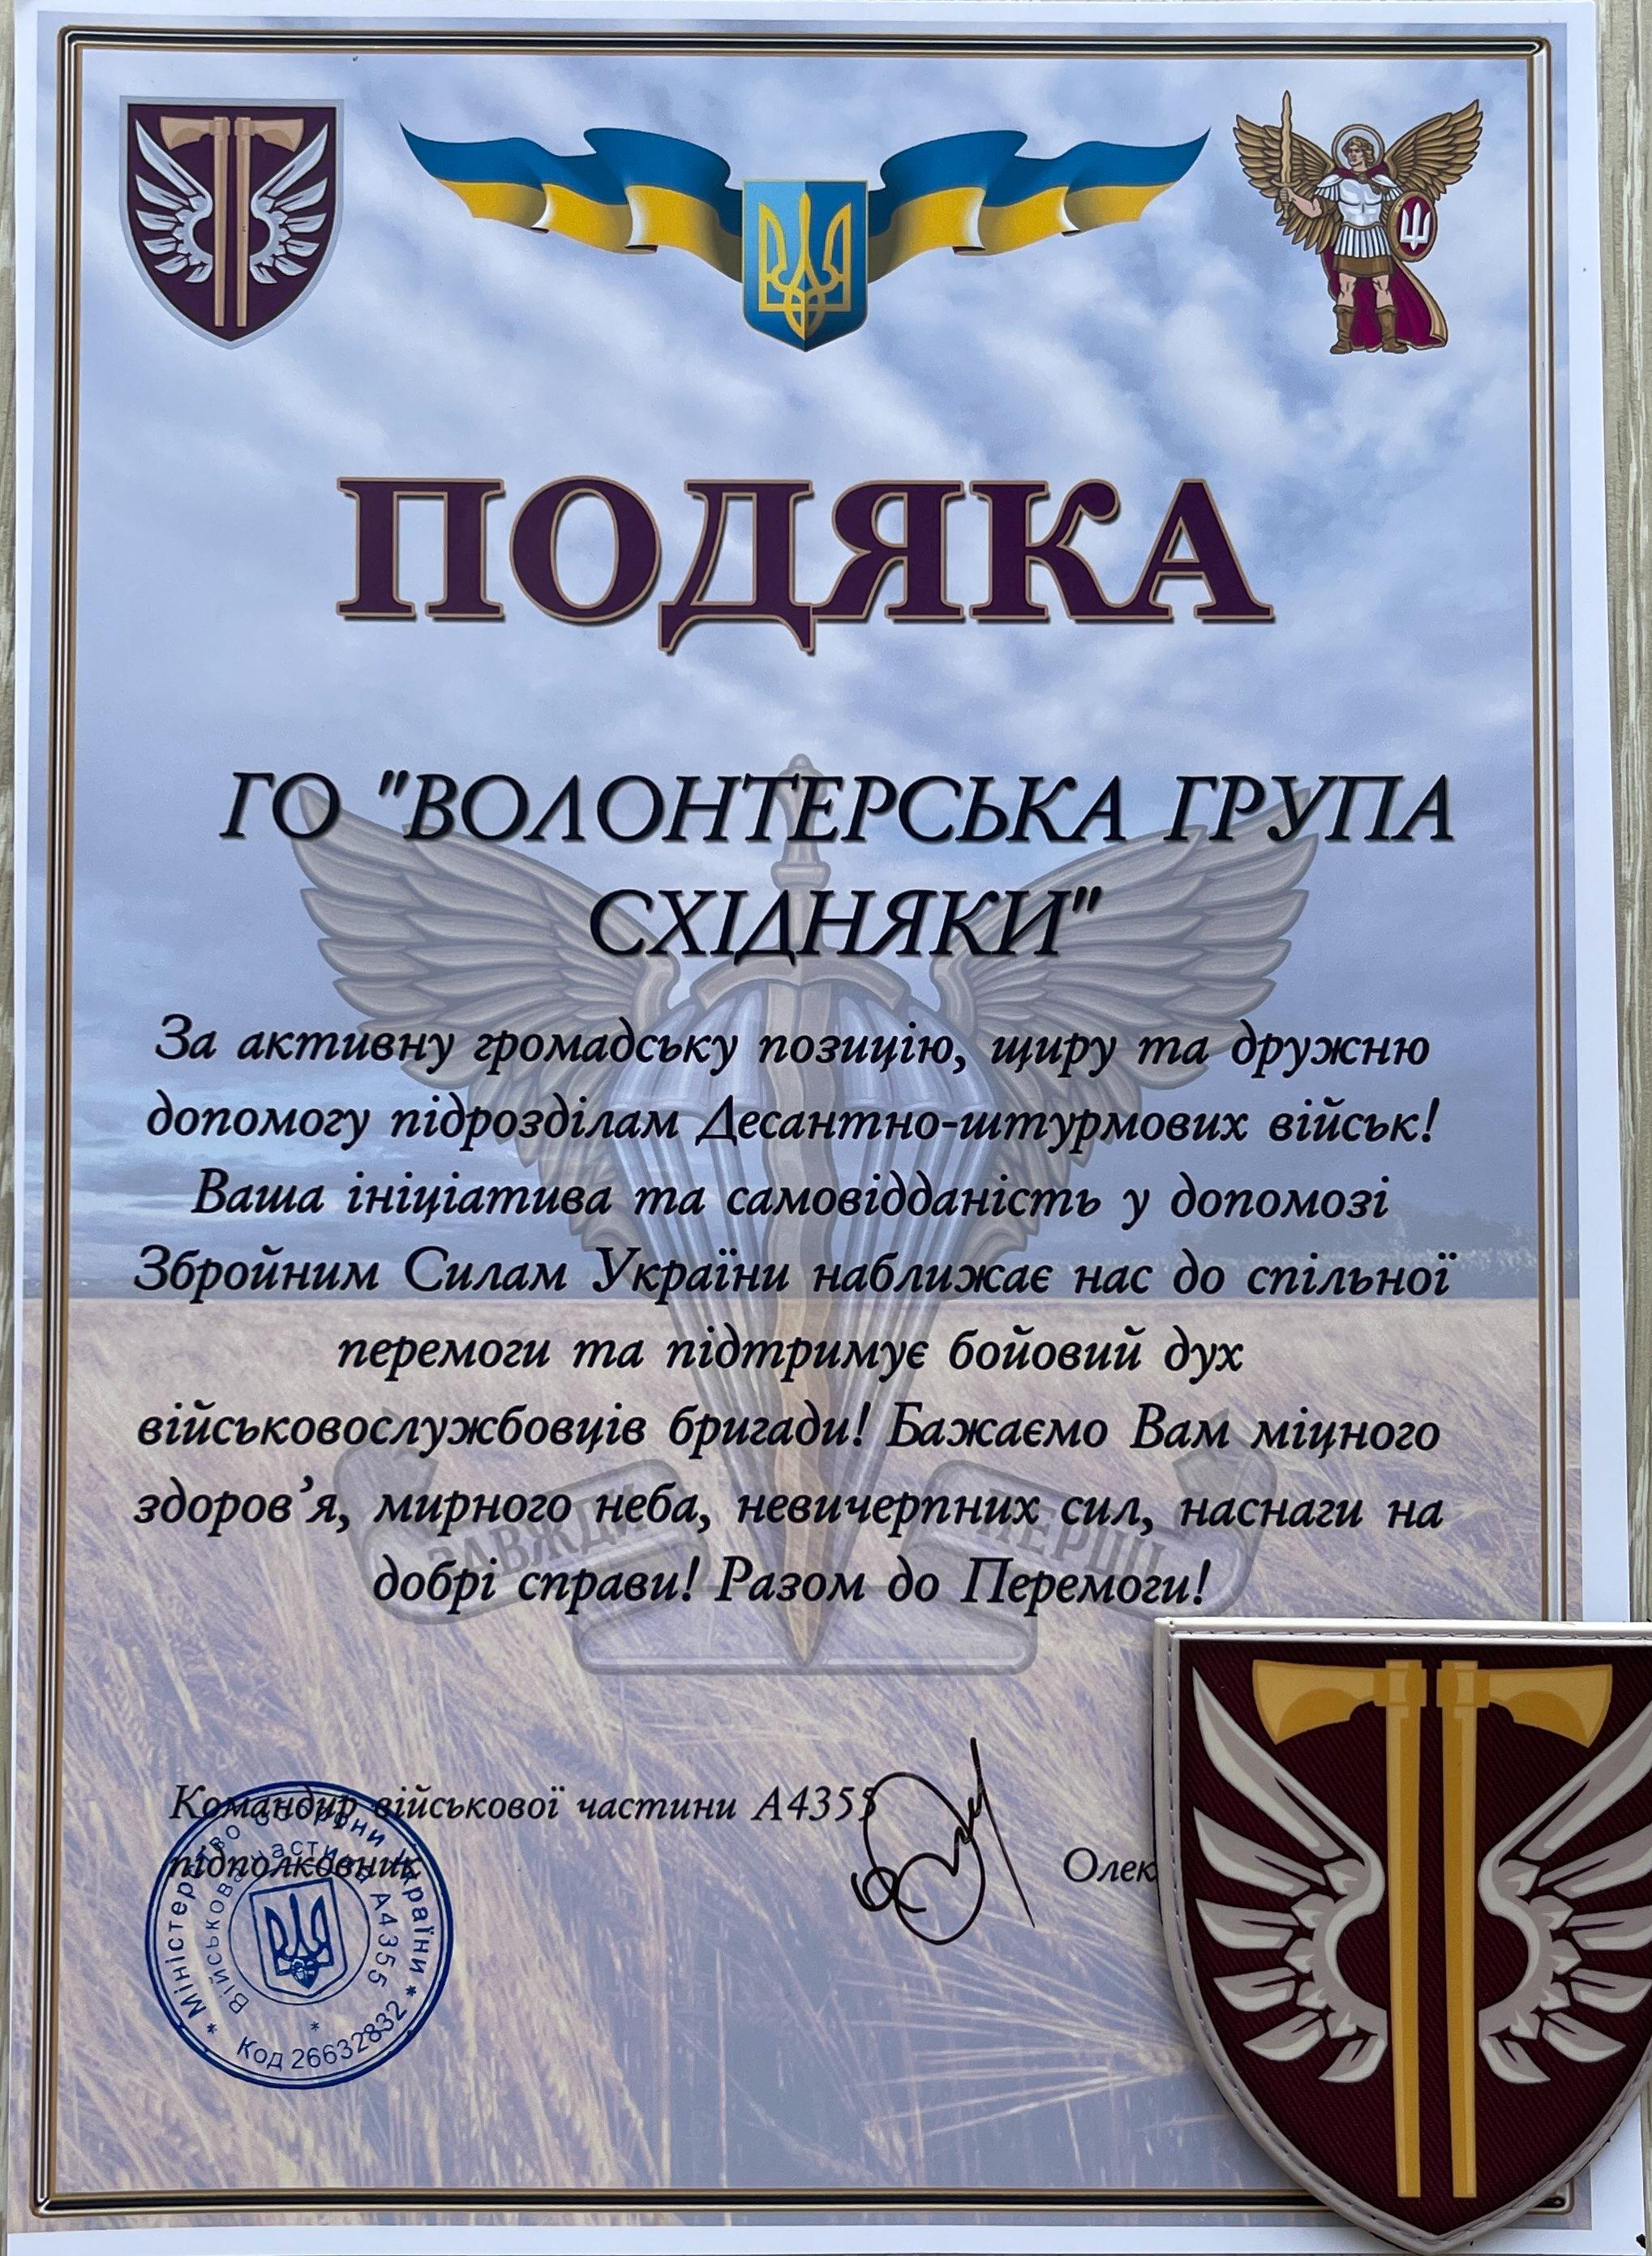 ПОДЯКА
ГО "ВОЛОНТЕРСЬКА ГРУПА
СХІДНЯКИ"
За активну громадську позицію, щиру та дружню
допомогу підрозділам Десантно-штурмових військ!
Ваша ініціатива та самовідданість у допомозі
Збройним Силам України наближає нас до спільної
перемоги та підтримує бойовий дух
військовослужбовців бригади! Бажаємо Вам міцного
здоров’я, мирного неба, невичерпних сил, наснаги на
добрі справи! Разом до Перемоги!
ЗАВЖДИ ПЕРШІ
Командир військової частини А4355
підполковник Олек
Міністерство оборони України
Військова частина А4355
Код 26632832